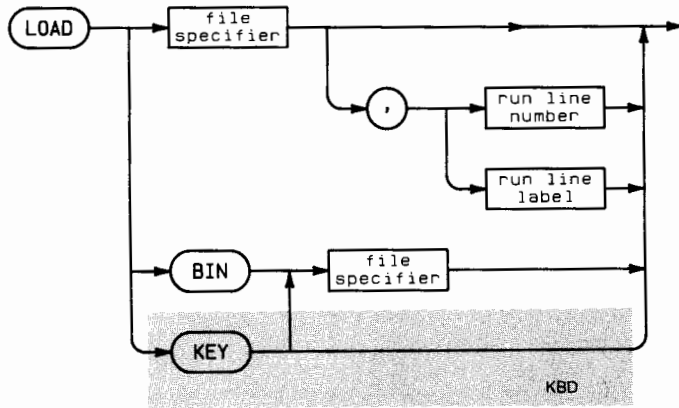 LOAD
file
specifier
,
run line
number
run line
label
BIN
file
specifier
KEY
KBD